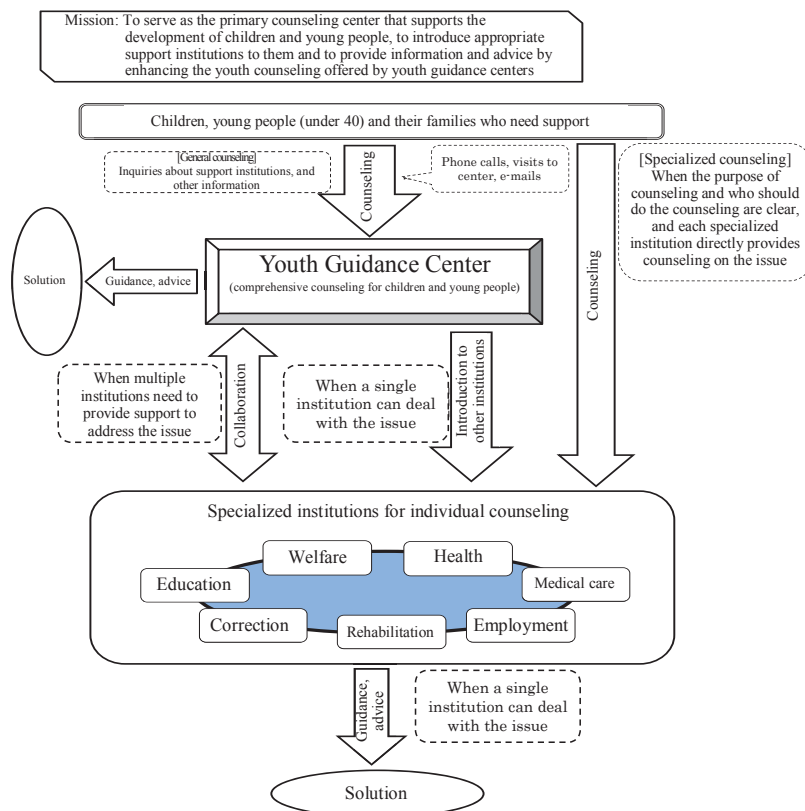 Mission: To serve as the primary counseling center that supports the
development of children and young people, to introduce appropriate
support institutions to them and to provide information and advice by
enhancing the youth counseling offered by youth guidance centers
Children, young people (under 40) and their families who need support
[General counseling]
Inquiries about support institutions, and
other information
Counseling
Phone calls, visits to
center, e-mails
[Specialized counseling]
When the purpose of
counseling and who should
do the counseling are clear,
and each specialized
institution directly provides
counseling on the issue
Counseling
Solution
Guidance, advice
Youth Guidance Center
(comprehensive counseling for children and young people)
When multiple
institutions need to
provide support to
address the issue
Collaboration
When a single
institution can deal
with the issue
Introduction to
other institutions
Specialized institutions for individual counseling
Welfare
Health
Education
Medical care
Correction
Rehabilitation
Employment
Guidance,
advice
When a single
institution can deal
with the issue
Solution